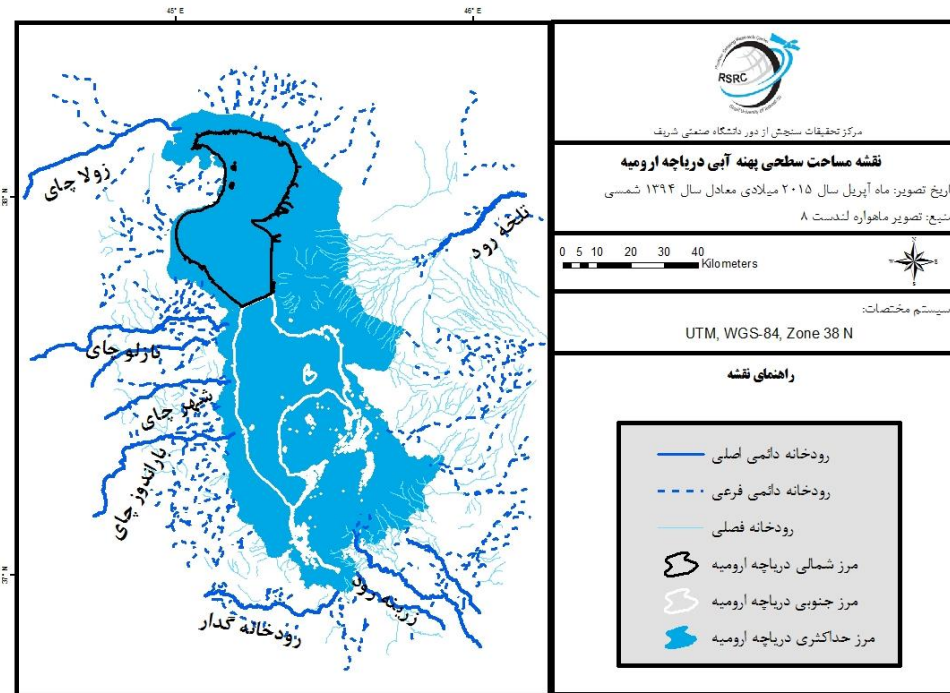 45° E
46° E
38° N
37° N
زولا چای
تلخه رود
نازلو چای
شهر چای
باراندوز چای
زرینه رود
رودخانه گدار
RSRC
مرکز تحقیقات سنجش از دور دانشگاه صنعتی شریف
نقشه مساحت سطحی پهنه آبی دریاچه ارومیه
اریخ تصویر: ماه آپریل سال ۲۰۱۵ میلادی معادل سال ۱۳۹۴ شمسی
منبع: تصویر ماهواره لندست ۸
0 5 10 20 30 40
Kilometers
سیستم مختصات:
UTM, WGS-84, Zone 38 N
راهنمای نقشه
رودخانه دائمی اصلی
رودخانه دائمی فرعی
رودخانه فصلی
مرز شمالی دریاچه ارومیه
مرز جنوبی دریاچه ارومیه
مرز حداکثری دریاچه ارومیه